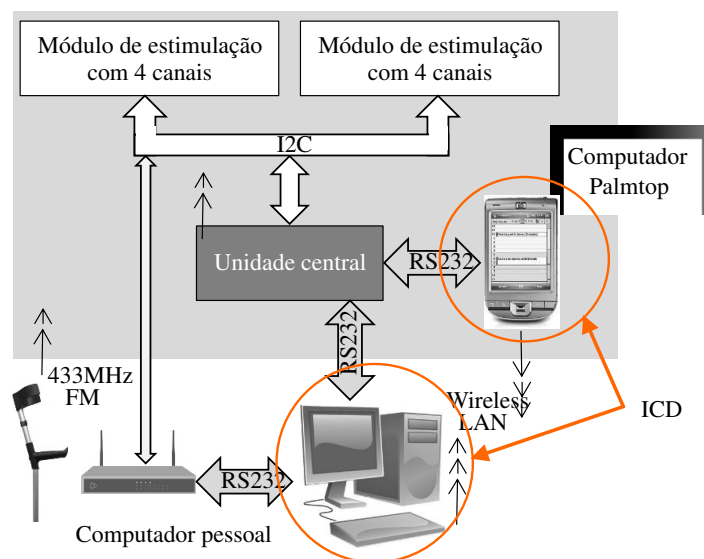 Módulo de estimulação
com 4 canais
Módulo de estimulação
com 4 canais
I2C
Computador
Palmtop
Unidade central
RS232
RS232
433MHz
FM
Wireless
LAN
ICD
RS232
Computador pessoal